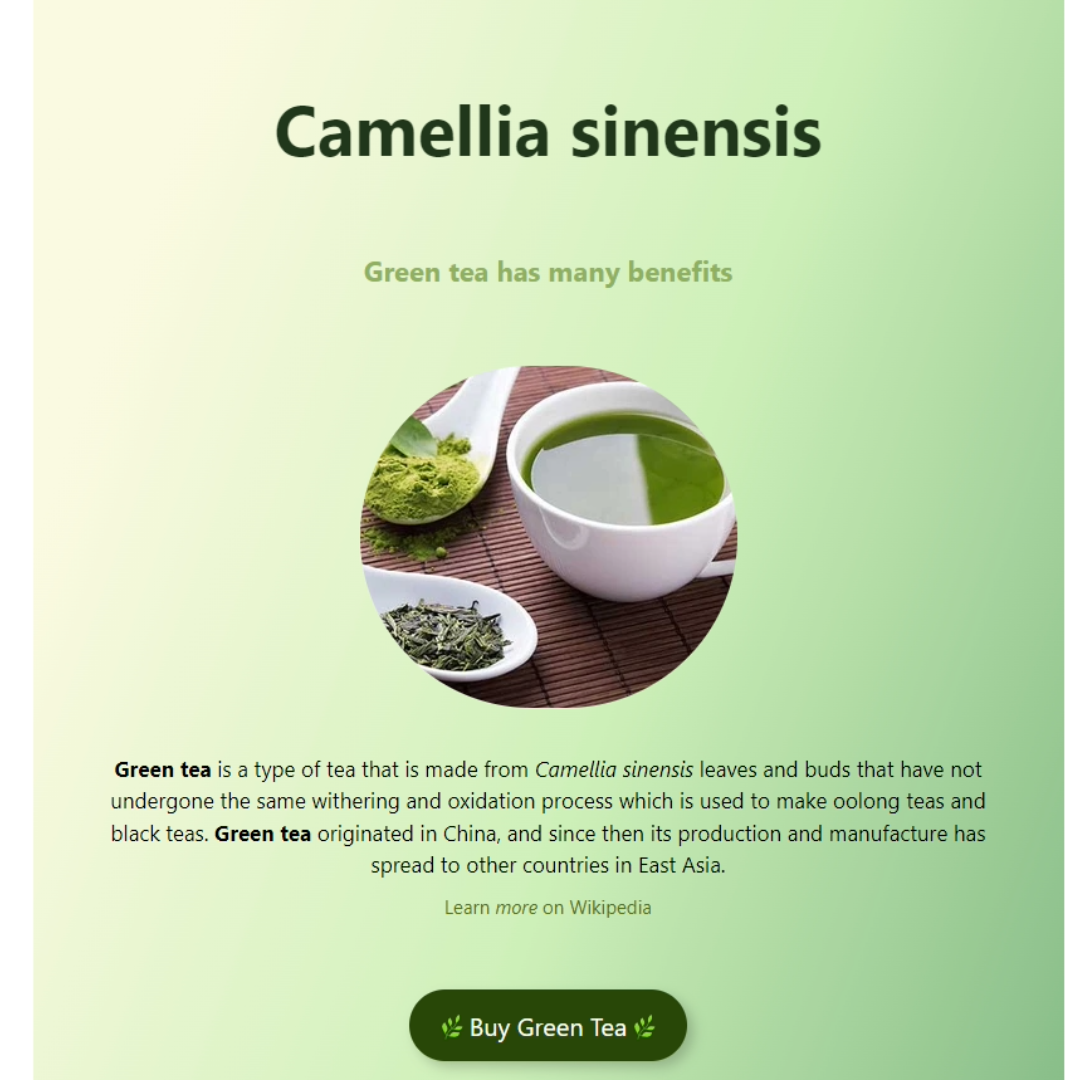 Camellia sinensis
Green tea has many benefits
Green tea is a type of tea that is made from Camellia sinensis leaves and buds that have not
undergone the same withering and oxidation process which is used to make oolong teas and
black teas. Green tea originated in China, and since then its production and manufacture has
spread to other countries in East Asia.
Learn more on Wikipedia
🌿 Buy Green Tea 🌿